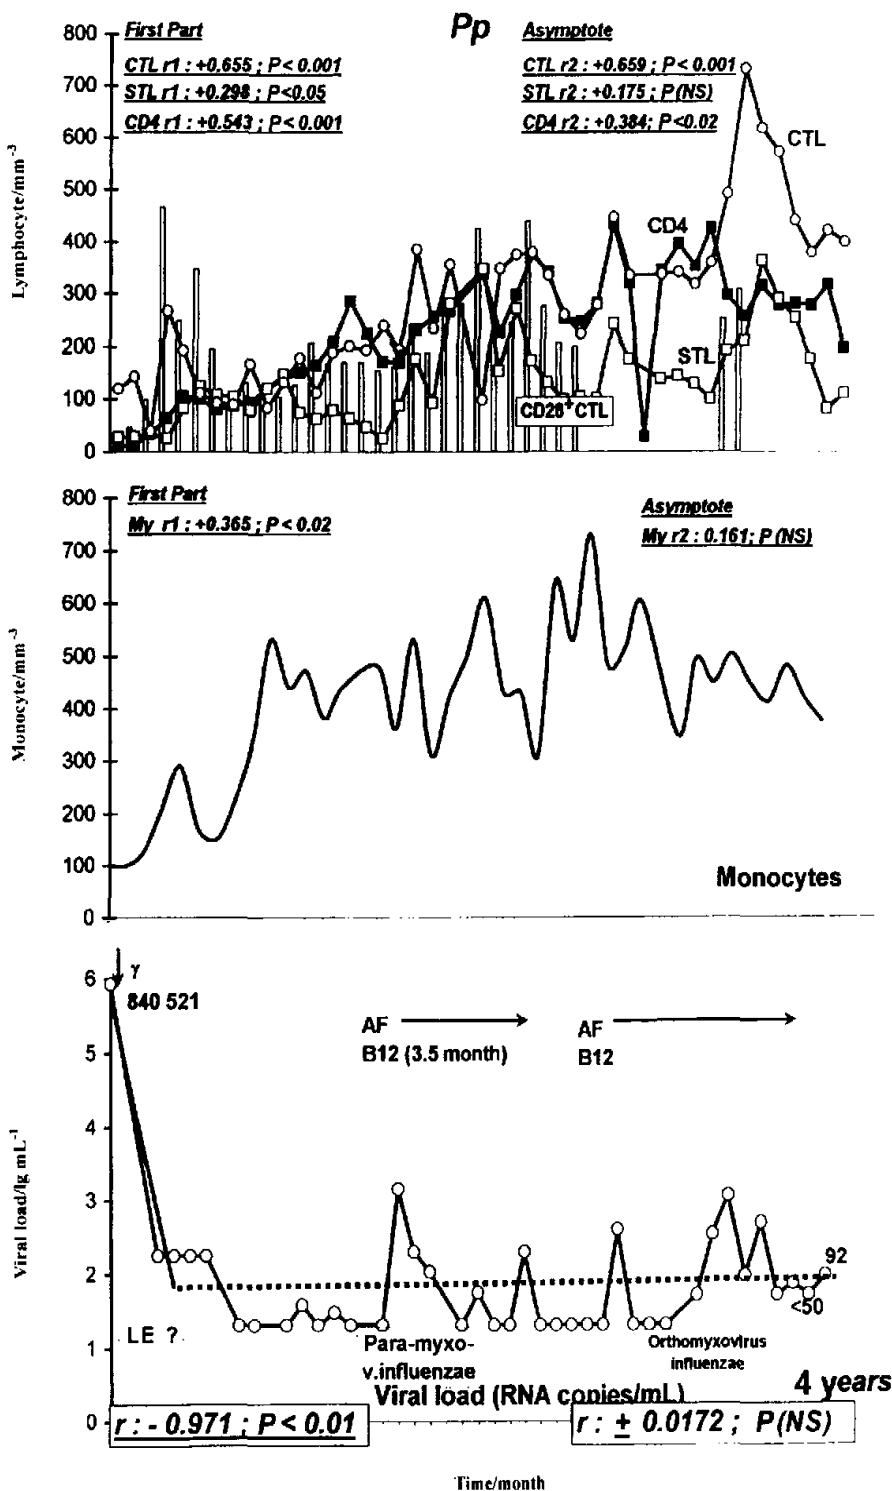 Pp
First Part
CTL r1 : +0.655 ; P< 0.001
STL r1 : +0.298 ; P<0.05
CD4 r1 : +0.543 ; P< 0.001
Asymptote
CTL r2 : +0.659 ; P< 0.001
STL r2 : +0.175 ; P(NS)
CD4 r2 : +0.384; P<0.02
Lymphocyte/mm⁻³
800
700
600
500
400
300
200
100
0
CTL
CD4
STL
CD28⁺CTL
First Part
My r1 : +0.365 ; P < 0.02
Asymptote
My r2 : 0.161; P (NS)
Monocyte/mm⁻³
800
700
600
500
400
300
200
100
0
Monocytes
Viral load/lg mL⁻¹
6
5
4
3
2
1
0
γ
840 521
AF
B12 (3.5 month)
AF
B12
92
<50
LE ?
Para-myxo-
v.influenzae
Orthomyxovirus
influenzae
Viral load (RNA copies/mL)
4 years
r : - 0.971 ; P < 0.01
r : ± 0.0172 ; P(NS)
Time/month